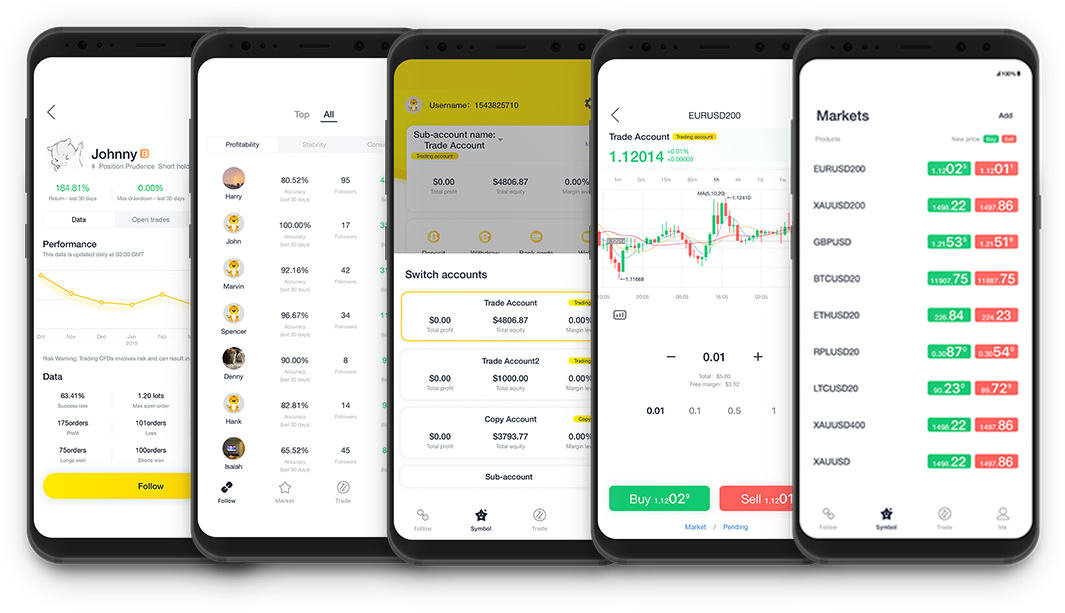 Johnny B
# Position Prudence Short hold
184.81%
0.00%
Return - last 30 days
Max drawdown - last 30 days
Data
Open trades
Performance
This data is updated daily at 00:00 GMT
Oct
Nov
Dec
Jan
2019
Feb
Mar
Risk Warning: Trading CFDs involves risk and can result in
Data
63.41%
1.20 lots
Success rate
Max open order
175orders
101orders
Profit
Loss
75orders
100orders
Longs won
Shorts won
Follow
Top
All
Profitability
Stability
Harry
80.52%
95
Accuracy
Followers
(last 30 days)
John
100.00%
17
Accuracy
Followers
(last 30 days)
Marvin
92.16%
42
Accuracy
Followers
(last 30 days)
Spencer
96.67%
34
Accuracy
Followers
(last 30 days)
Denny
90.00%
8
Accuracy
Followers
(last 30 days)
Hank
82.81%
14
Accuracy
Followers
(last 30 days)
Isaiah
65.52%
45
Accuracy
Followers
(last 30 days)
Follow
Market
Trade
Username: 1543825710
Sub-account name:
Trade Account
Trading account
$0.00
$4806.87
0.00%
Total profit
Total equity
Margin lev
Switch accounts
Trade Account
Trading
$0.00
$4806.87
0.00%
Total profit
Total equity
Margin lev
Trade Account2
Trading
$0.00
$1000.00
0.00%
Total profit
Total equity
Margin lev
Copy Account
Copy
$0.00
$3793.77
0.00%
Total profit
Total equity
Margin lev
Sub-account
Follow
Symbol
Trade
EURUSD200
Trade Account
Trading account
1.12014
+0.01%
+0.00009
1m
5m
15m
30m
1h
4h
1d
1w
MA(5,10,20)
1.12410
1.12014
1.11668
20:05
00:05
16:05
02:05
−
0.01
+
Total: $5.60
Free margin: $3.52
0.01
0.1
0.5
1
Buy 1.12029
Sell 1.1201
Market / Pending
100%
Markets
Add
Products
New price
Buy
Sell
EURUSD200
1.12025
1.12011
XAUUSD200
1498.22
1497.86
GBPUSD
1.21535
1.21519
BTCUSD20
11907.75
11887.75
ETHUSD20
226.84
224.23
RPLUSD20
0.30870
0.30540
LTCUSD20
90.230
89.729
XAUUSD400
1498.22
1497.86
XAUUSD
1498.22
1497.86
Follow
Symbol
Trade
Me